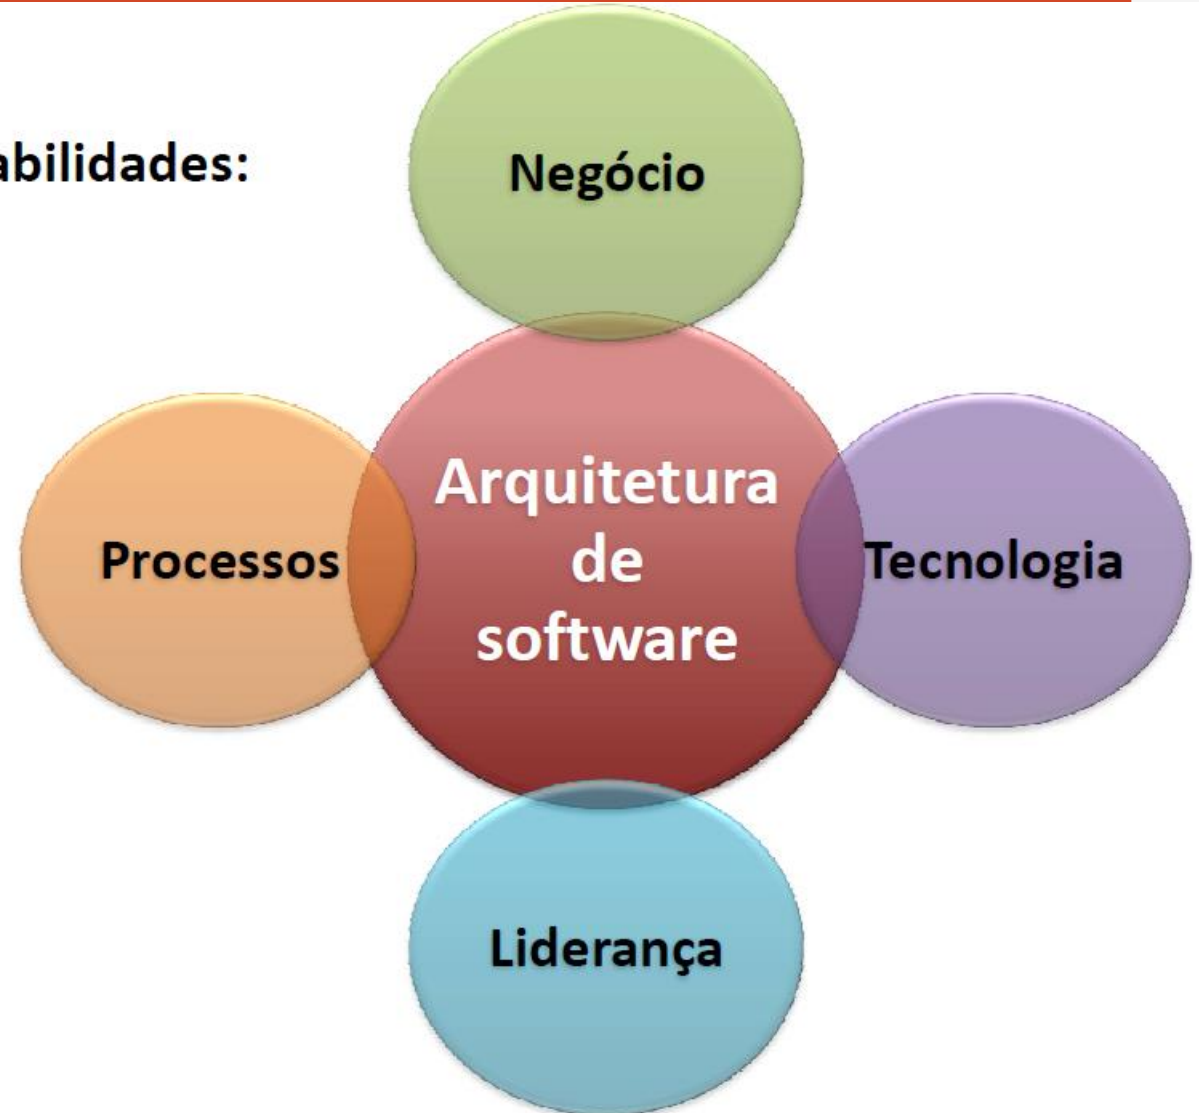 abilidades:
Negócio
Arquitetura
de
software
Processos
Tecnologia
Liderança